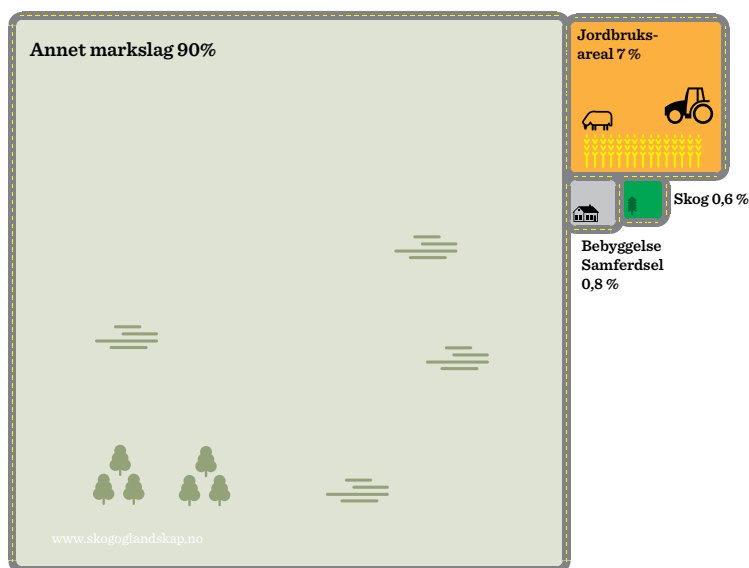 Annet markslag 90%
Jordbruks-
areal 7 %
Skog 0,6 %
Bebyggelse
Samferdsel
0,8 %
www.skogoglandskap.no